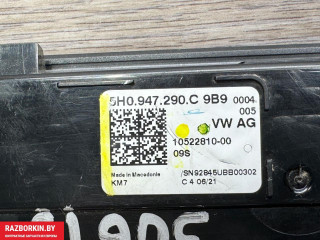 5H0.947.290.C 9B9 0004
005
VW AG
10522810-00
09S
Made in Macedonia
KM7
SN92845UBB00302
C 4 06/21
RAZBORKIN.BY